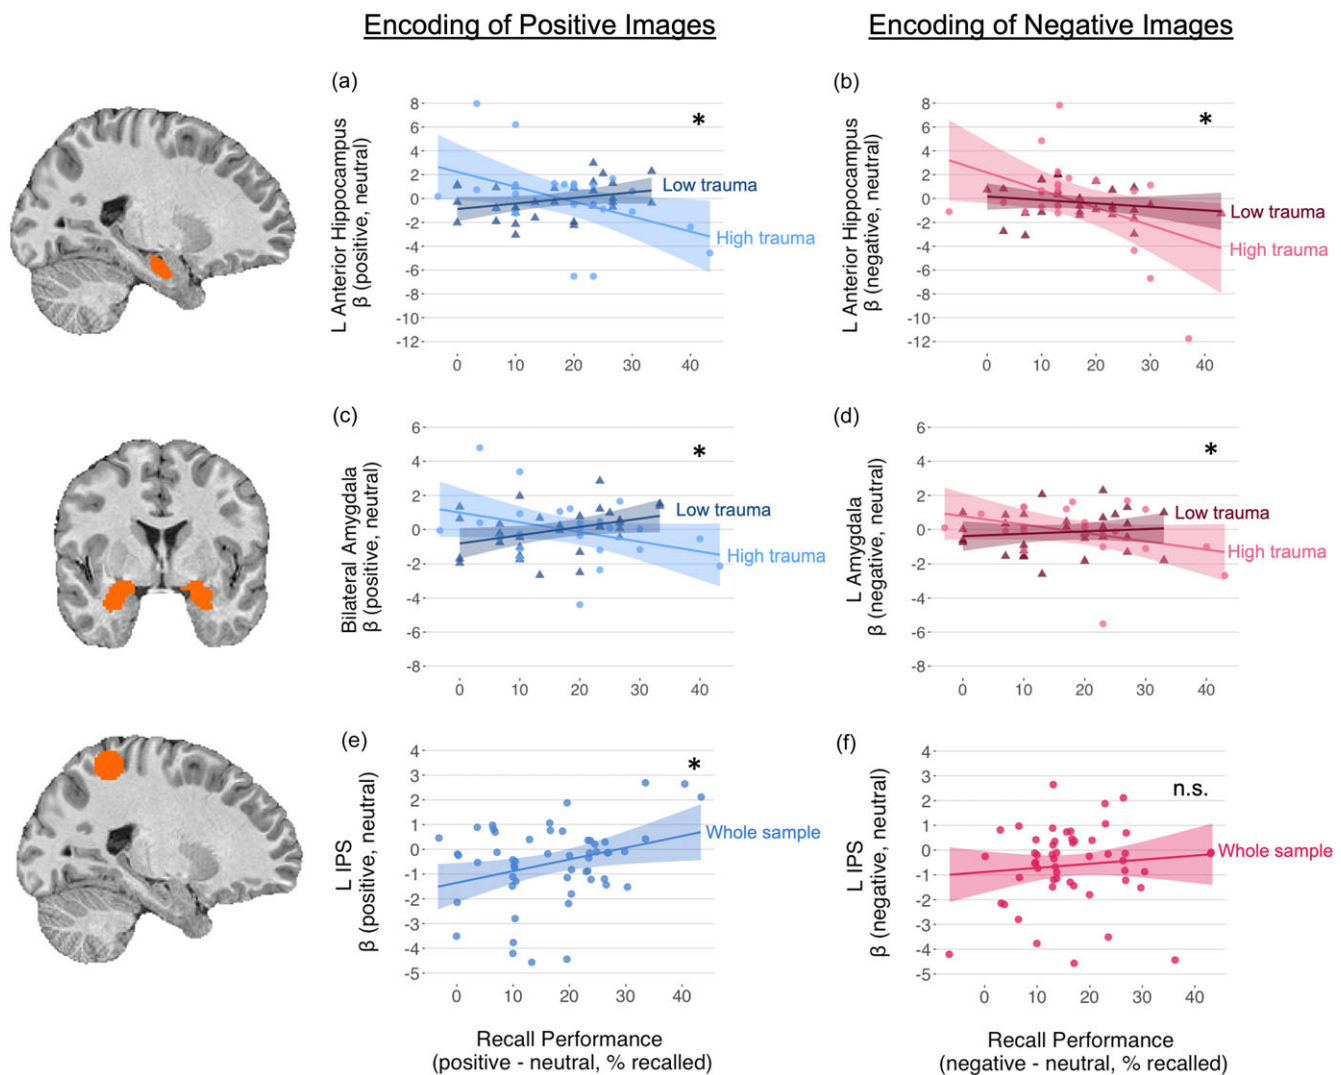 Encoding of Positive Images
Encoding of Negative Images
(a)
L Anterior Hippocampus
β (positive, neutral)
8
6
4
2
0
-2
-4
-6
-8
-10
-12
0 10 20 30 40
*
Low trauma
High trauma
(b)
L Anterior Hippocampus
β (negative, neutral)
8
6
4
2
0
-2
-4
-6
-8
-10
-12
0 10 20 30 40
*
Low trauma
High trauma
(c)
Bilateral Amygdala
β (positive, neutral)
6
4
2
0
-2
-4
-6
-8
0 10 20 30 40
*
Low trauma
High trauma
(d)
L Amygdala
β (negative, neutral)
6
4
2
0
-2
-4
-6
-8
0 10 20 30 40
*
Low trauma
High trauma
(e)
L IPS
β (positive, neutral)
4
3
2
1
0
-1
-2
-3
-4
-5
0 10 20 30 40
*
Whole sample
Recall Performance
(positive - neutral, % recalled)
(f)
L IPS
β (negative, neutral)
4
3
2
1
0
-1
-2
-3
-4
-5
0 10 20 30 40
n.s.
Whole sample
Recall Performance
(negative - neutral, % recalled)